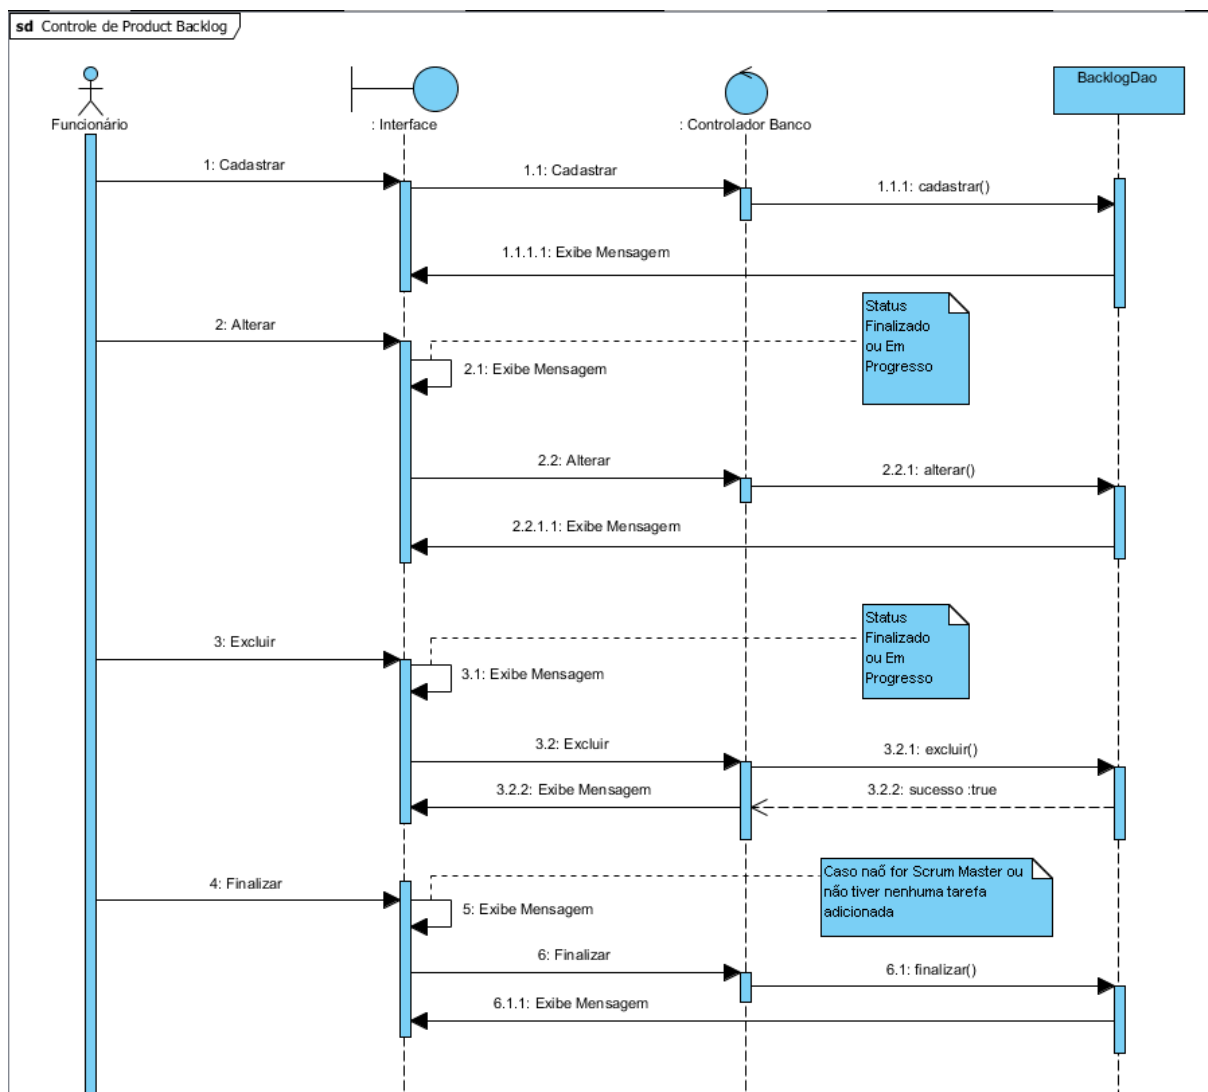 sd Controle de Product Backlog
Funcionário
: Interface
: Controlador Banco
BacklogDao
1: Cadastrar
1.1: Cadastrar
1.1.1: cadastrar()
1.1.1.1: Exibe Mensagem
2: Alterar
Status
Finalizado
ou Em
Progresso
2.1: Exibe Mensagem
2.2: Alterar
2.2.1: alterar()
2.2.1.1: Exibe Mensagem
3: Excluir
Status
Finalizado
ou Em
Progresso
3.1: Exibe Mensagem
3.2: Excluir
3.2.1: excluir()
3.2.2: Exibe Mensagem
3.2.2: sucesso :true
4: Finalizar
Caso naő for Scrum Master ou
não tiver nenhuma tarefa
adicionada
5: Exibe Mensagem
6: Finalizar
6.1: finalizar()
6.1.1: Exibe Mensagem